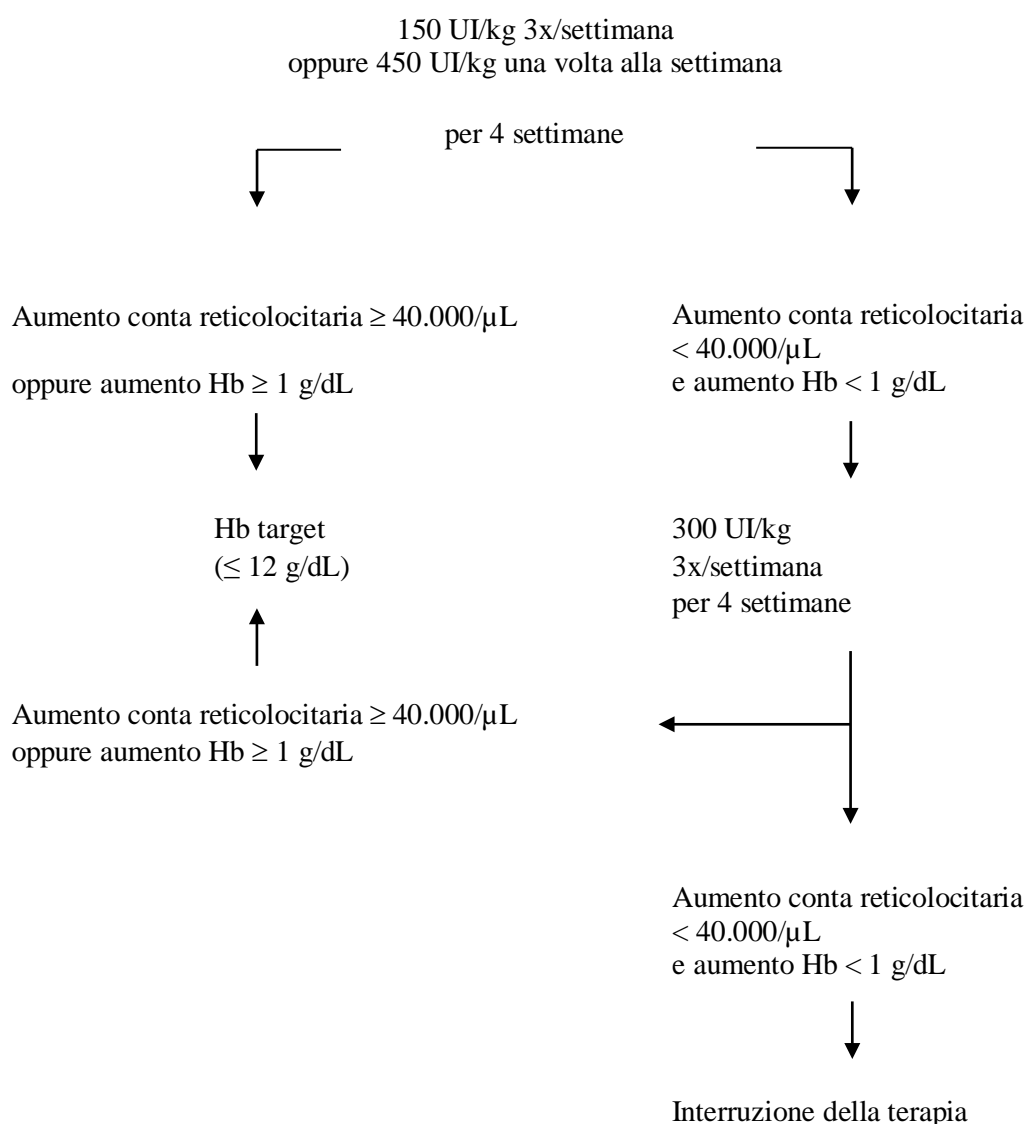 150 UI/kg 3x/settimana
oppure 450 UI/kg una volta alla settimana
per 4 settimane
Aumento conta reticolocitaria ≥ 40.000/µL
oppure aumento Hb ≥ 1 g/dL
Aumento conta reticolocitaria
< 40.000/µL
e aumento Hb < 1 g/dL
Hb target
(≤ 12 g/dL)
300 UI/kg
3x/settimana
per 4 settimane
Aumento conta reticolocitaria ≥ 40.000/µL
oppure aumento Hb ≥ 1 g/dL
Aumento conta reticolocitaria
< 40.000/µL
e aumento Hb < 1 g/dL
Interruzione della terapia